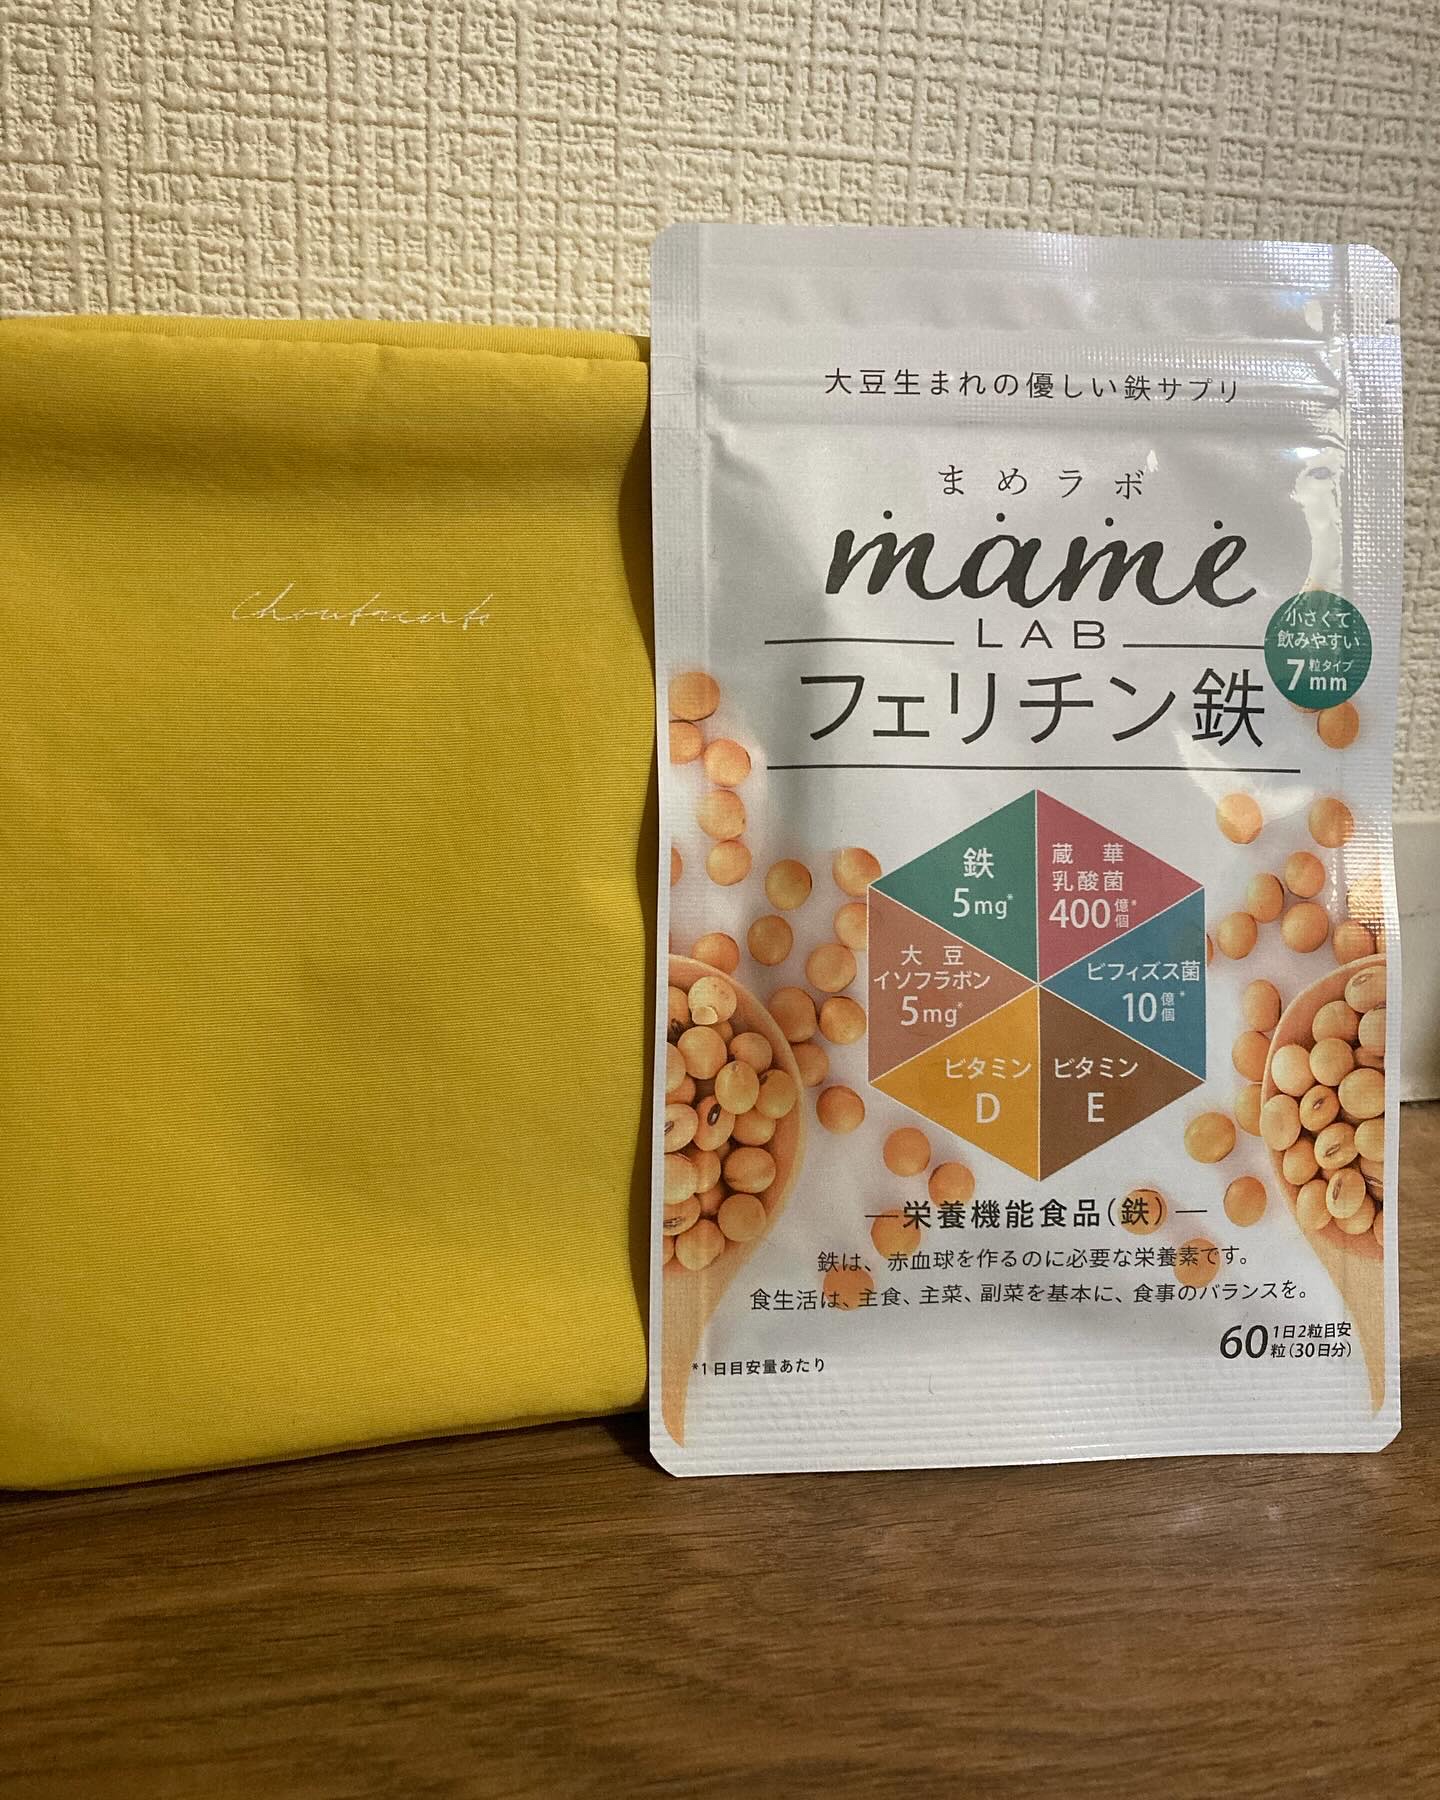 大豆生まれの優しい鉄サプリ
まめラボ
mame
LAB
フェリチン鉄
小さくて
飲みやすい
7mm 粒タイプ
鉄
5mg*
蔵華
乳酸菌
400億個*
大豆
イソフラボン
5mg*
ビフィズス菌
10億個*
ビタミン
D
ビタミン
E
栄養機能食品(鉄)
鉄は、赤血球を作るのに必要な栄養素です。
食生活は、主食、主菜、副菜を基本に、食事のバランスを。
60粒 1日2粒目安
(30日分)
*1日目安量あたり